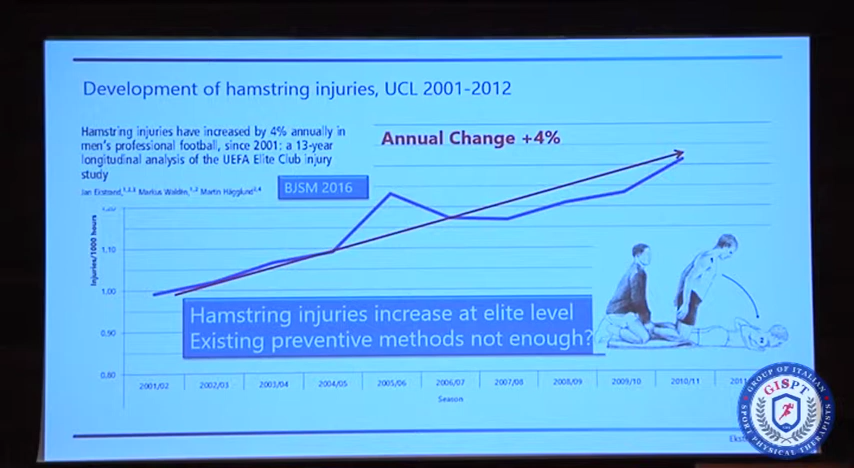 Development of hamstring injuries, UCL 2001-2012
Hamstring injuries have increased by 4% annually in
men's professional football, since 2001: a 13-year
longitudinal analysis of the UEFA Elite Club injury
study
Jan Ekstrand,1,2,3 Markus Waldén,1,2 Martin Hägglund2,4
BJSM 2016
Annual Change +4%
Injuries/1000 hours
1,20
1,10
1,00
0,90
0,80
Hamstring injuries increase at elite level
Existing preventive methods not enough?
2001/02 2002/03 2003/04 2004/05 2005/06 2006/07 2007/08 2008/09 2009/10 2010/11
Season
GROUP OF ITALIAN
GISPT
SPORT PHYSICAL THERAPISTS